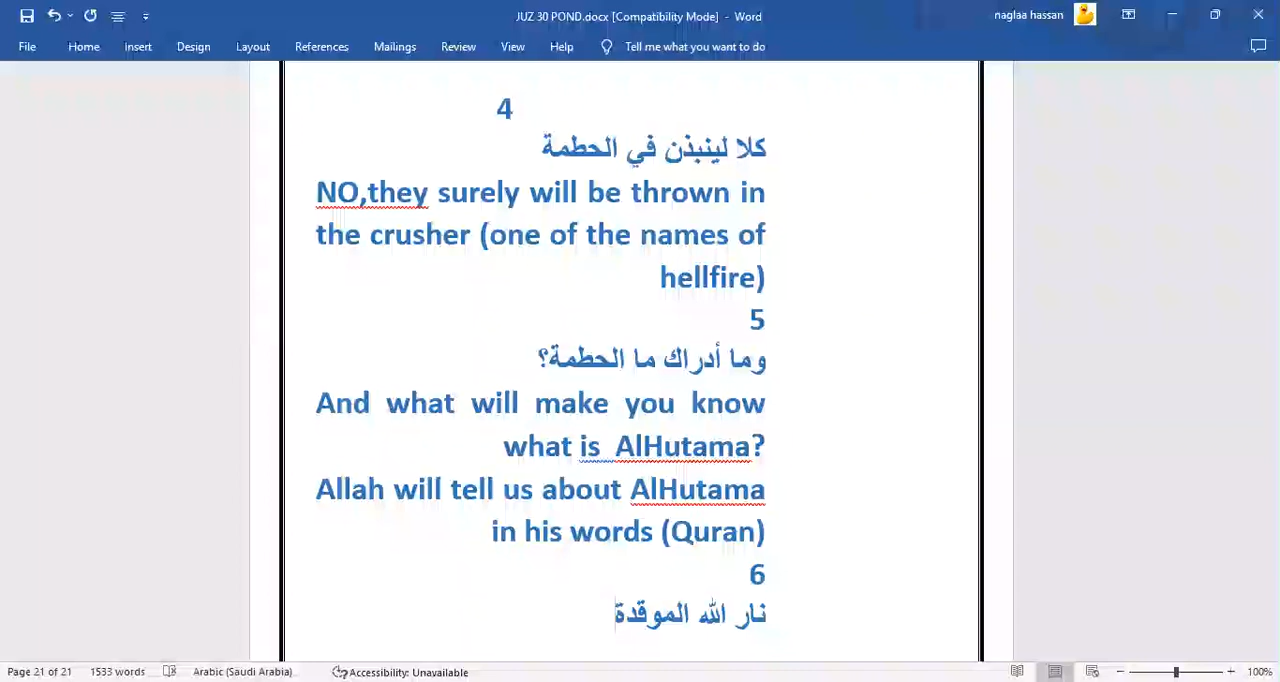 JUZ 30 POND.docx [Compatibility Mode] - Word
naglaa hassan
File Home Insert Design Layout References Mailings Review View Help Tell me what you want to do
4
كلا لينبذن في الحطمة
NO,they surely will be thrown in
the crusher (one of the names of
hellfire)
5
وما أدراك ما الحطمة؟
And what will make you know
what is AlHutama?
Allah will tell us about AlHutama
in his words (Quran)
6
نار الله الموقدة
Page 21 of 21 1533 words Arabic (Saudi Arabia) Accessibility: Unavailable 100%